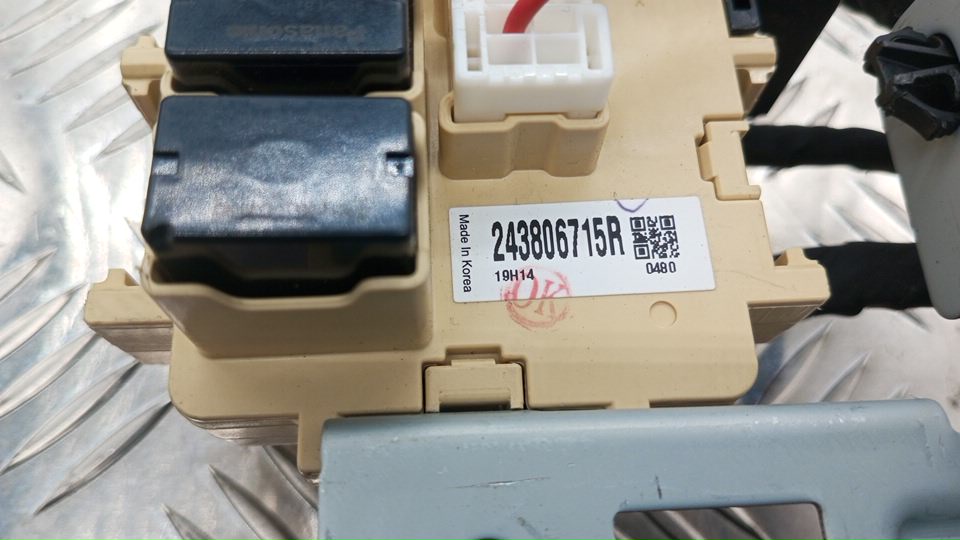 Panasonic
Made In Korea
243806715R
19H14
0480
OK